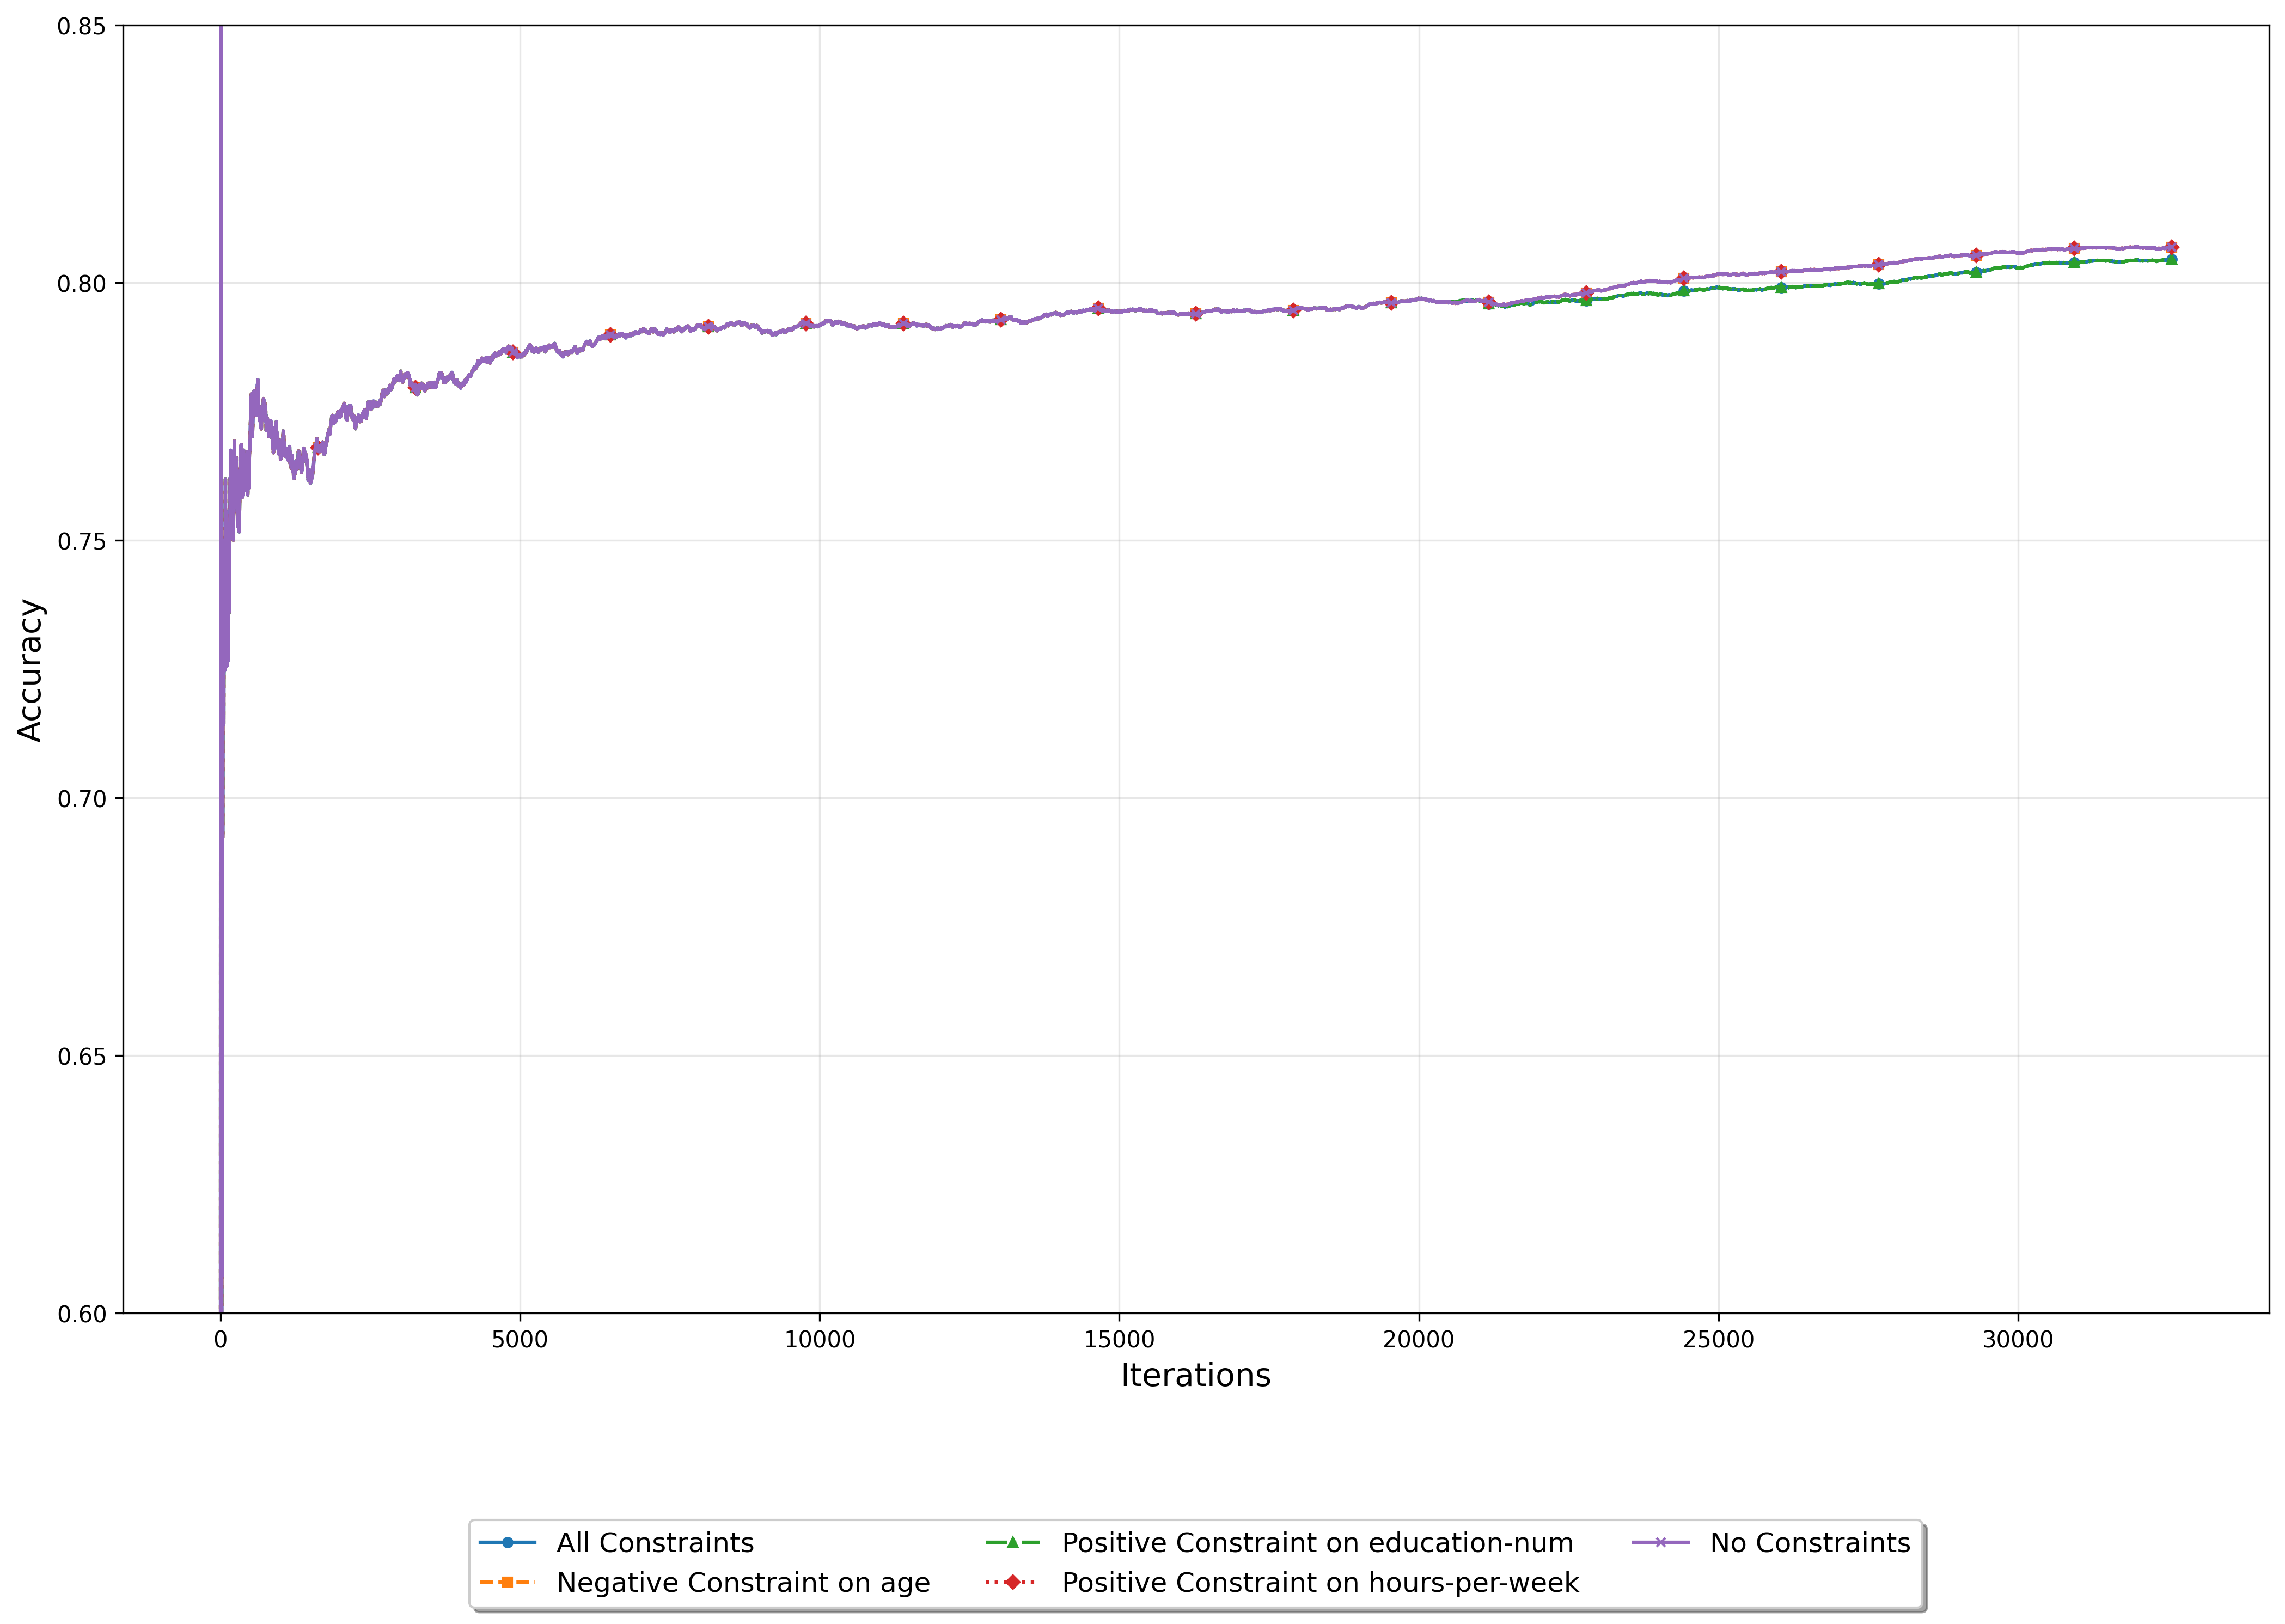 0.85
0.80
0.75
0.70
0.65
0.60
Accuracy
0 5000 10000 15000 20000 25000 30000
Iterations
All Constraints
Negative Constraint on age
Positive Constraint on education-num
Positive Constraint on hours-per-week
No Constraints